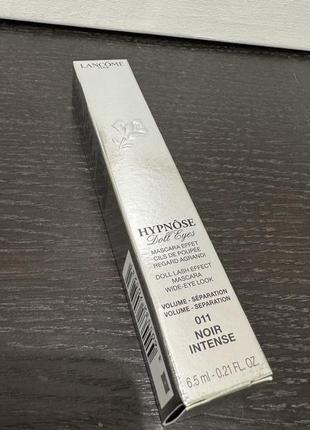 LANCÔME
HYPNÔSE
Doll Eyes
MASCARA EFFET
CILS DE POUPÉE
REGARD AGRANDI
DOLL LASH EFFECT
MASCARA
WIDE-EYE LOOK
VOLUME - SÉPARATION
VOLUME - SEPARATION
011
NOIR
INTENSE
6.5 ml - 0.21 FL. OZ.